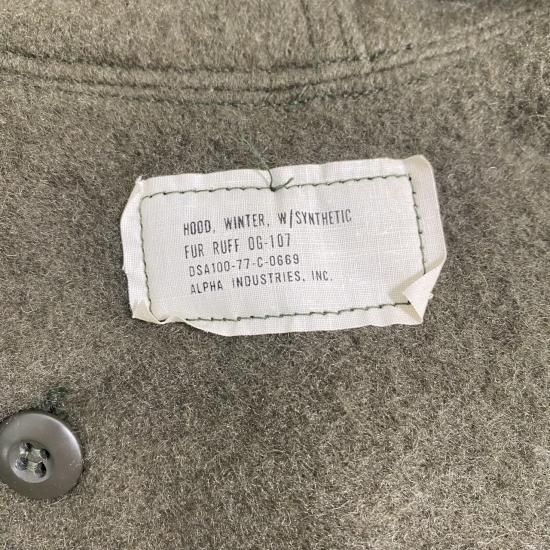 HOOD, WINTER, W/SYNTHETIC
FUR RUFF OG-107
DSA100-77-C-0669
ALPHA INDUSTRIES, INC.